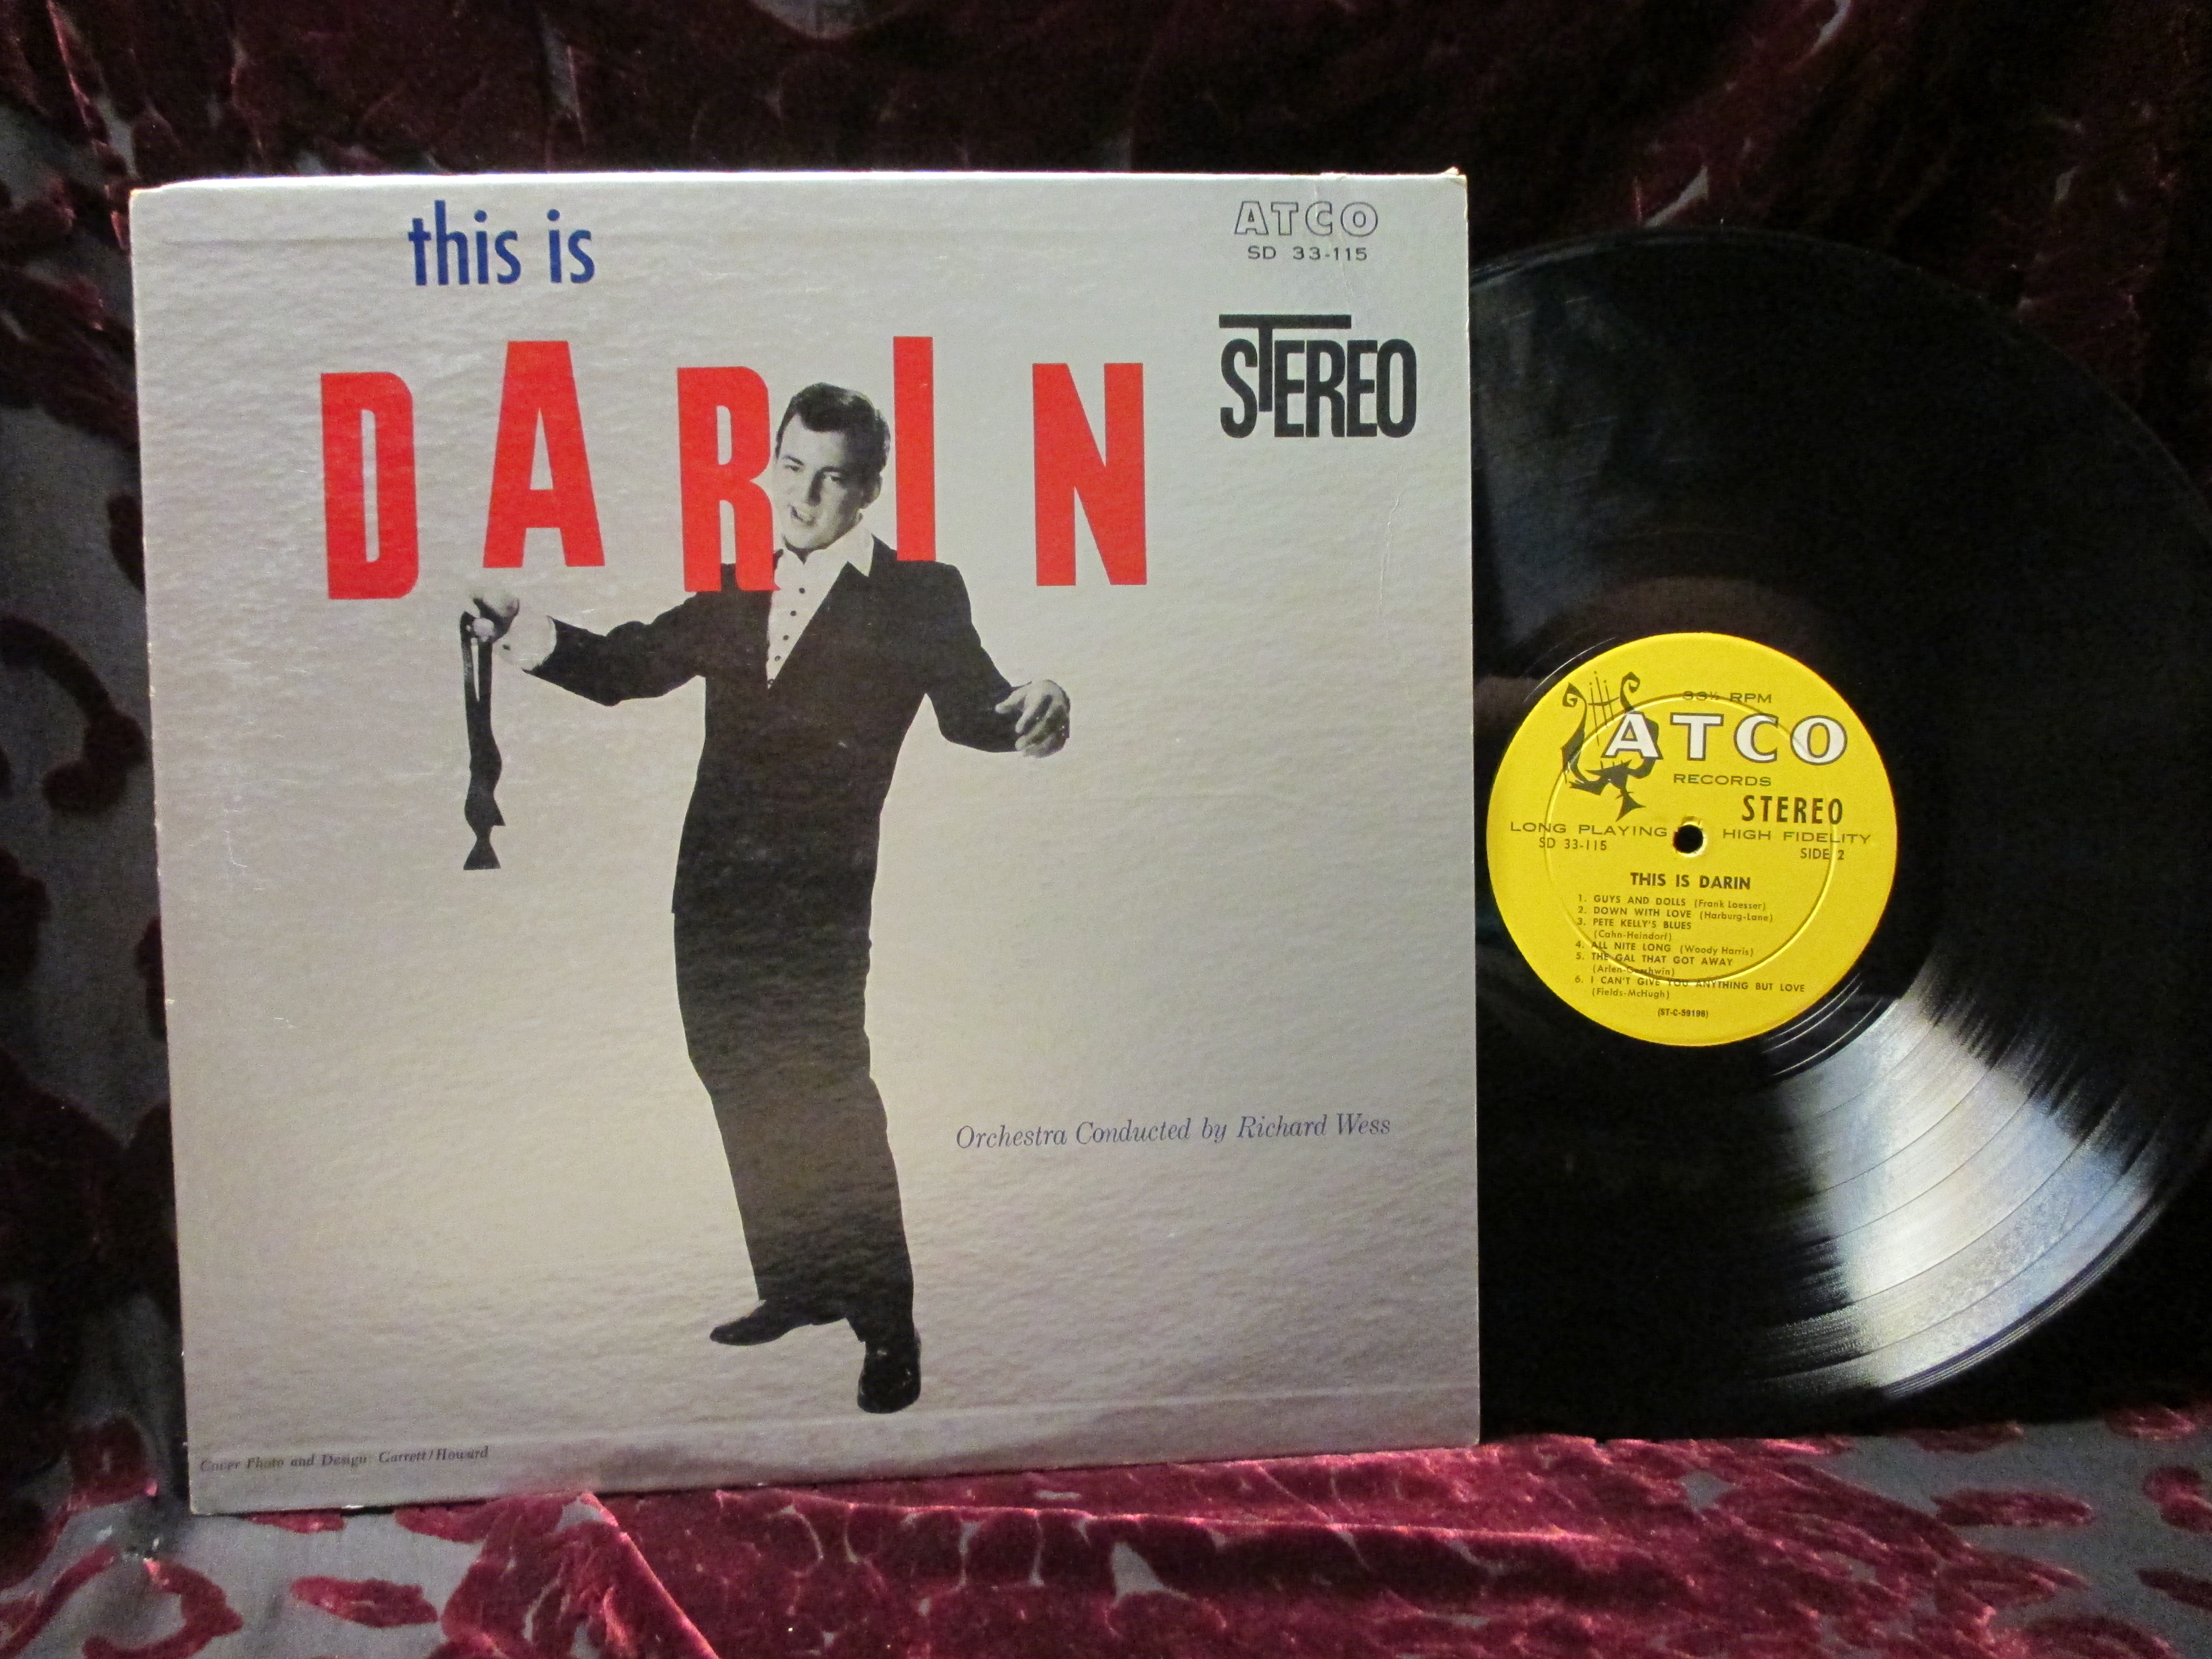 this is
DARIN
ATCO
SD 33-115
STEREO
Orchestra Conducted by Richard Wess
Cover Photo and Design: Garrett/Howard
33⅓ RPM
ATCO
RECORDS
STEREO
LONG PLAYING HIGH FIDELITY
SD 33-115 SIDE 2
THIS IS DARIN
1. GUYS AND DOLLS (Frank Loesser)
2. DOWN WITH LOVE (Harburg-Lane)
3. PETE KELLY'S BLUES
(Cahn-Heindorf)
4. ALL NITE LONG (Woody Harris)
5. THE GAL THAT GOT AWAY
(Arlen-Gershwin)
6. I CAN'T GIVE YOU ANYTHING BUT LOVE
(Fields-McHugh)
(ST-C-59198)